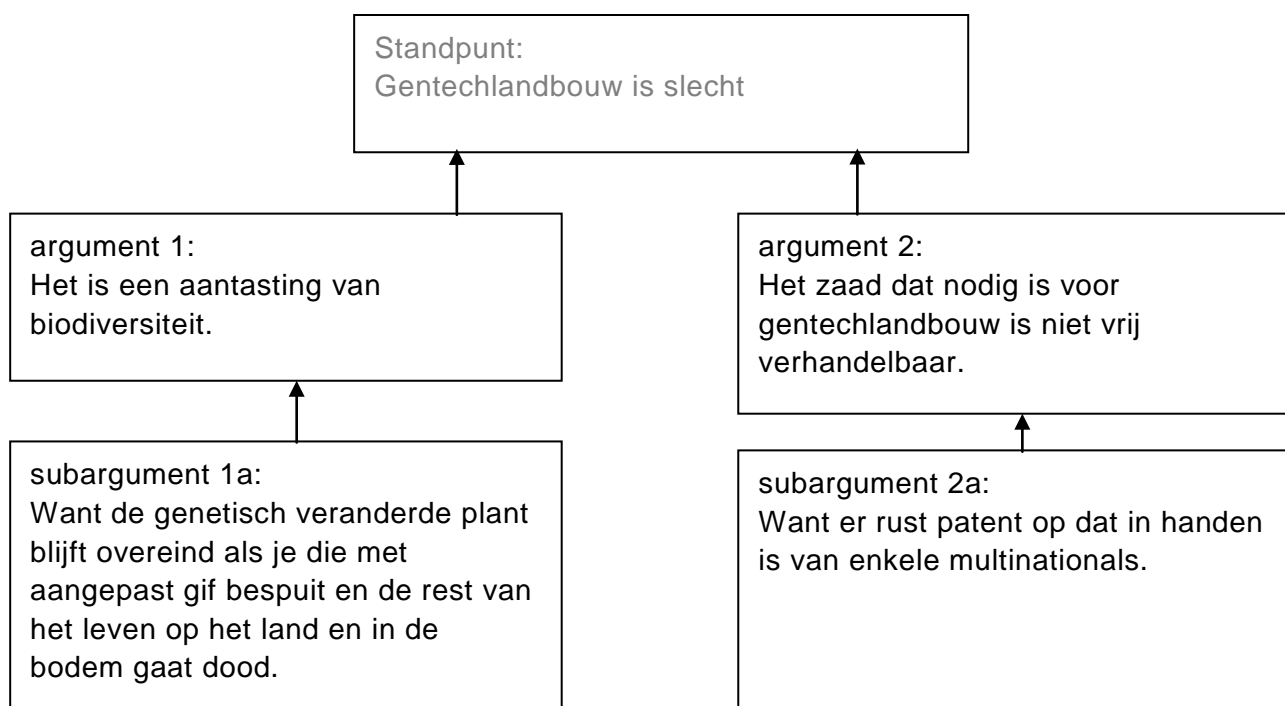 Standpunt:
Gentechlandbouw is slecht
argument 1:
Het is een aantasting van
biodiversiteit.
argument 2:
Het zaad dat nodig is voor
gentechlandbouw is niet vrij
verhandelbaar.
subargument 1a:
Want de genetisch veranderde plant
blijft overeind als je die met
aangepast gif bespuit en de rest van
het leven op het land en in de
bodem gaat dood.
subargument 2a:
Want er rust patent op dat in handen
is van enkele multinationals.